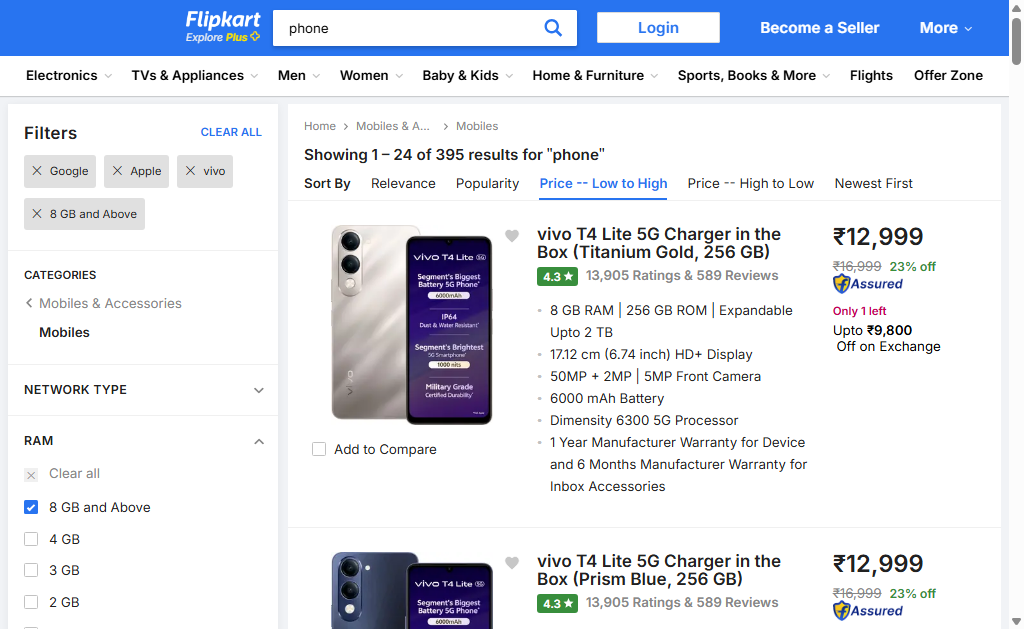 Flipkart
Explore Plus
phone
Login
Become a Seller
More
Electronics
TVs & Appliances
Men
Women
Baby & Kids
Home & Furniture
Sports, Books & More
Flights
Offer Zone
Filters
CLEAR ALL
Google
Apple
vivo
8 GB and Above
CATEGORIES
Mobiles & Accessories
Mobiles
NETWORK TYPE
RAM
Clear all
8 GB and Above
4 GB
3 GB
2 GB
Home
Mobiles & A...
Mobiles
Showing 1 – 24 of 395 results for "phone"
Sort By
Relevance
Popularity
Price -- Low to High
Price -- High to Low
Newest First
vivo T4 Lite 5G
Segment's Biggest
Battery 5G Phone*
6000mAh
IP64
Dust & Water Resistant*
Segment's Brightest
5G Smartphone*
1000 nits
Military Grade
Certified Durability*
vivo
Add to Compare
vivo T4 Lite 5G Charger in the
Box (Titanium Gold, 256 GB)
4.3
13,905 Ratings & 589 Reviews
8 GB RAM | 256 GB ROM | Expandable
Upto 2 TB
17.12 cm (6.74 inch) HD+ Display
50MP + 2MP | 5MP Front Camera
6000 mAh Battery
Dimensity 6300 5G Processor
1 Year Manufacturer Warranty for Device
and 6 Months Manufacturer Warranty for
Inbox Accessories
₹12,999
₹16,999 23% off
Assured
Only 1 left
Upto ₹9,800
Off on Exchange
vivo T4 Lite 5G
Segment's Biggest
Battery 5G Phone*
6000mAh
vivo T4 Lite 5G Charger in the
Box (Prism Blue, 256 GB)
4.3
13,905 Ratings & 589 Reviews
₹12,999
₹16,999 23% off
Assured